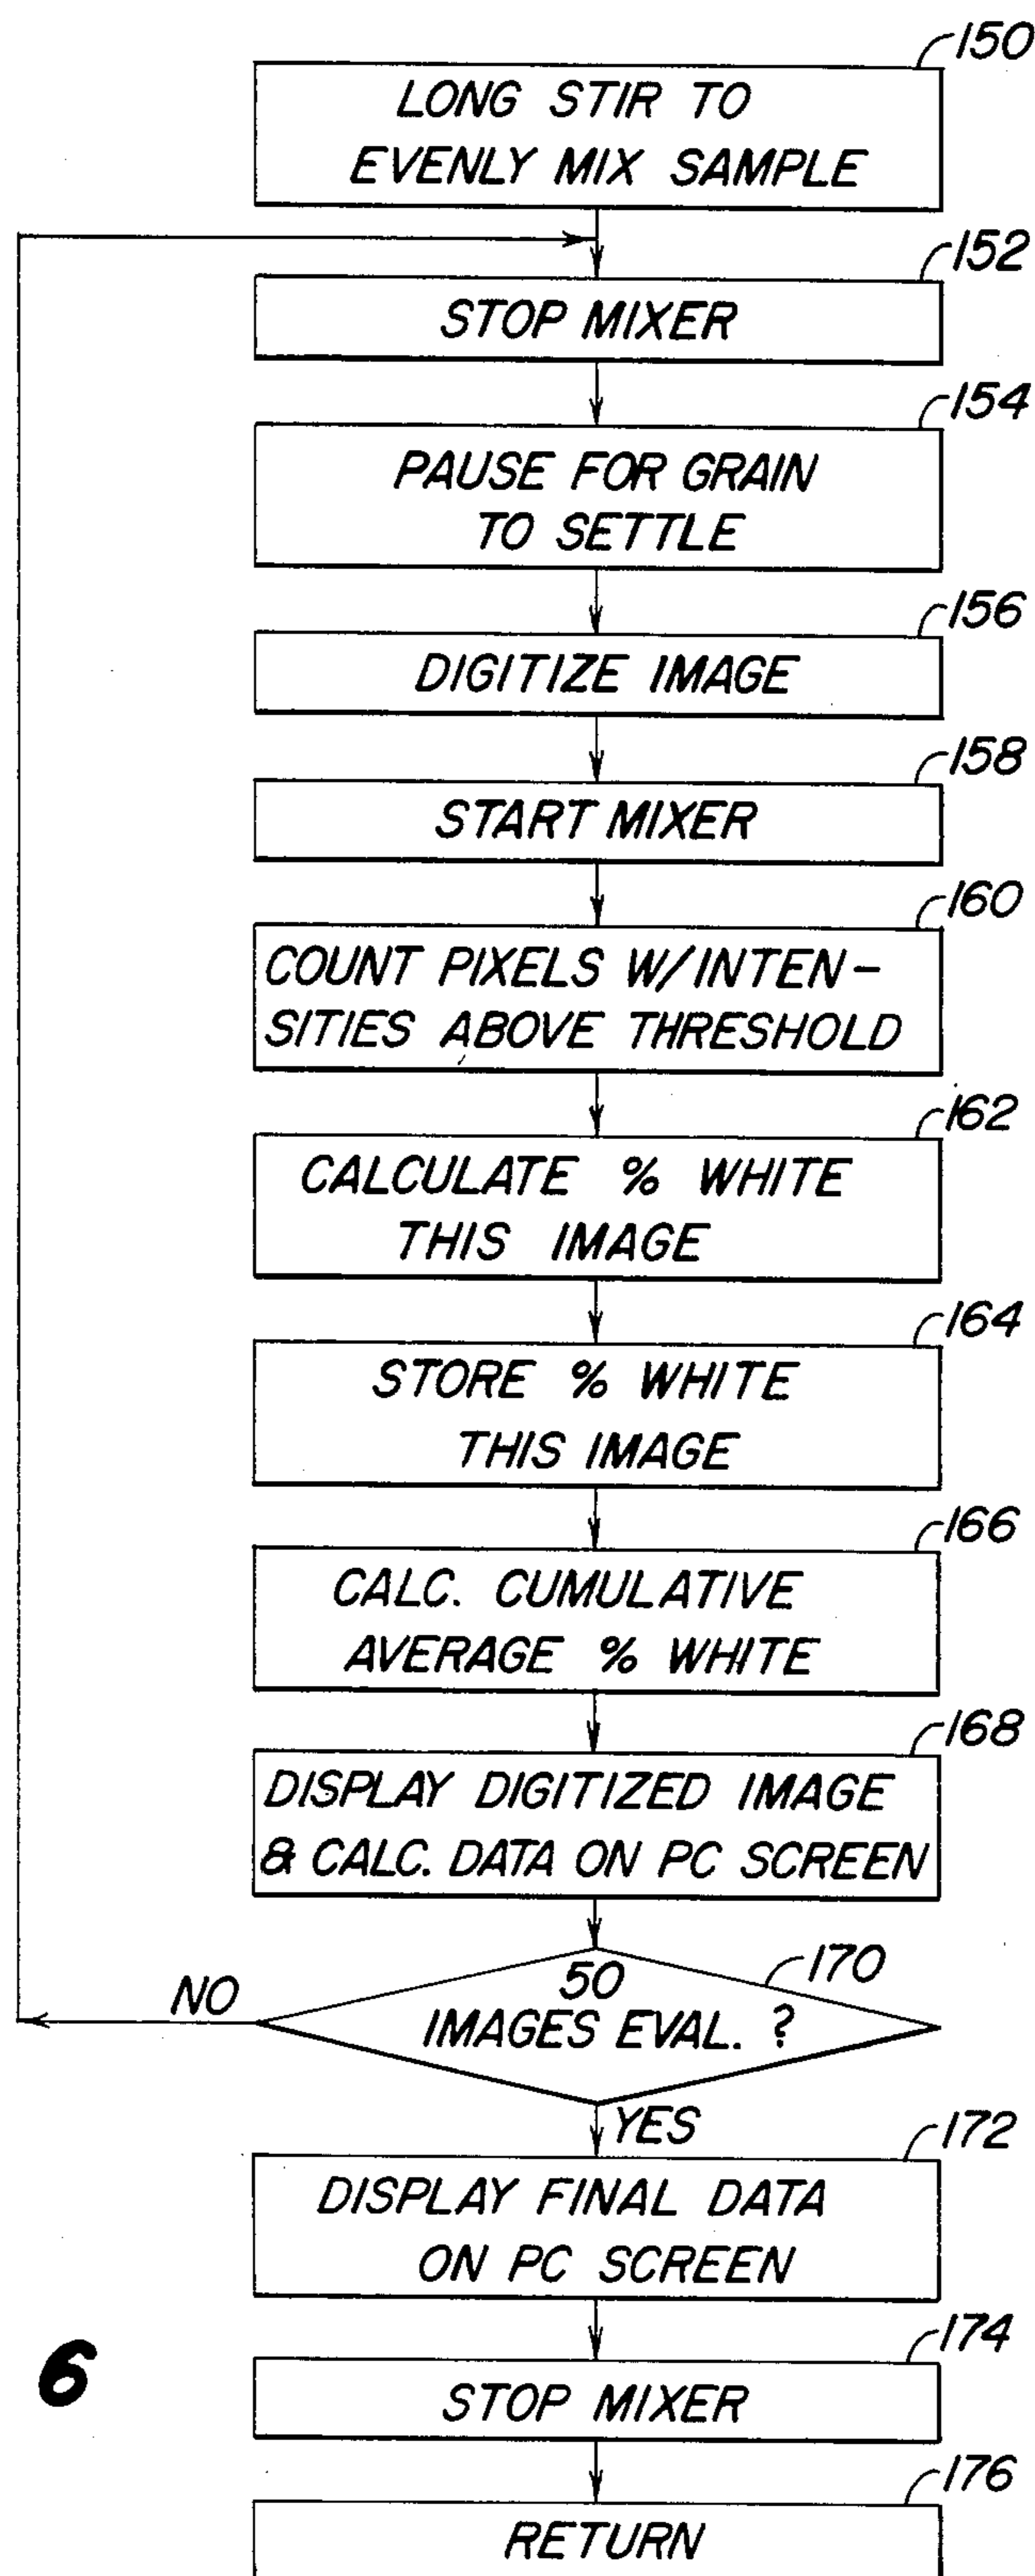 150
LONG STIR TO
EVENLY MIX SAMPLE
152
STOP MIXER
154
PAUSE FOR GRAIN
TO SETTLE
156
DIGITIZE IMAGE
158
START MIXER
160
COUNT PIXELS W/INTEN-
SITIES ABOVE THRESHOLD
162
CALCULATE % WHITE
THIS IMAGE
164
STORE % WHITE
THIS IMAGE
166
CALC. CUMULATIVE
AVERAGE % WHITE
168
DISPLAY DIGITIZED IMAGE
& CALC. DATA ON PC SCREEN
170
NO
50
IMAGES EVAL. ?
YES
172
DISPLAY FINAL DATA
ON PC SCREEN
174
6
STOP MIXER
176
RETURN